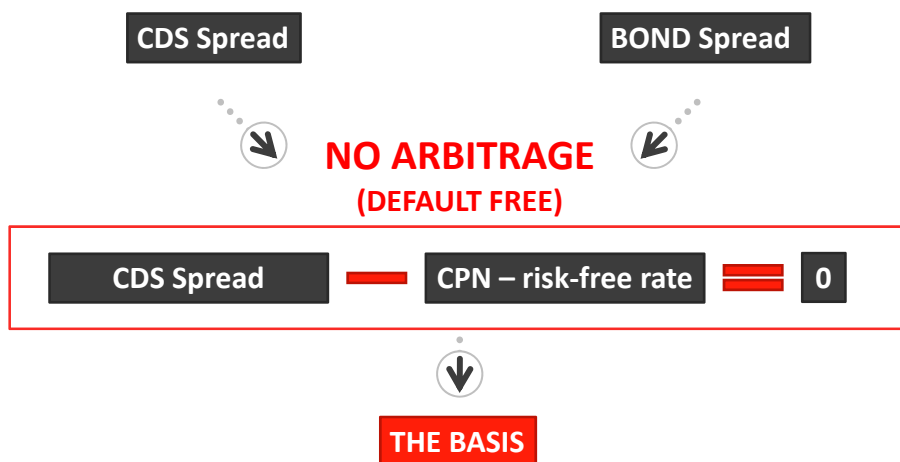 CDS Spread
BOND Spread
NO ARBITRAGE
(DEFAULT FREE)
CDS Spread
CPN – risk-free rate
0
THE BASIS